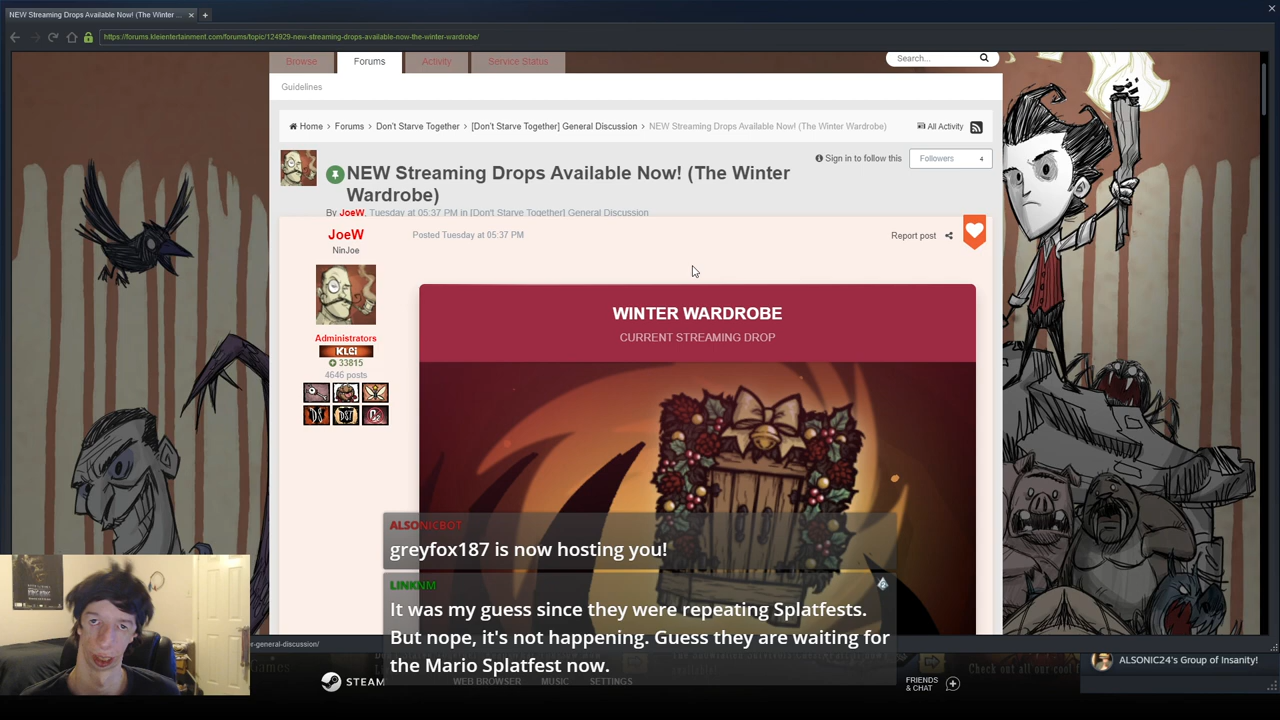 NEW Streaming Drops Available Now! (The Winter ...
https://forums.kleientertainment.com/forums/topic/124929-new-streaming-drops-available-now-the-winter-wardrobe/
Browse
Forums
Activity
Service Status
Search...
Guidelines
Home > Forums > Don't Starve Together > [Don't Starve Together] General Discussion > NEW Streaming Drops Available Now! (The Winter Wardrobe)
All Activity
NEW Streaming Drops Available Now! (The Winter
Wardrobe)
Sign in to follow this
Followers 4
By JoeW, Tuesday at 05:37 PM in [Don't Starve Together] General Discussion
JoeW
NinJoe
Posted Tuesday at 05:37 PM
Report post
Administrators
KLEI
33815
4646 posts
WINTER WARDROBE
CURRENT STREAMING DROP
ALSONICBOT
greyfox187 is now hosting you!
LINKNM
It was my guess since they were repeating Splatfests.
But nope, it's not happening. Guess they are waiting for
the Mario Splatfest now.
r-general-discussion/
STEAM
WEB BROWSER
MUSIC
SETTINGS
FRIENDS
& CHAT
ALSONIC24's Group of Insanity!